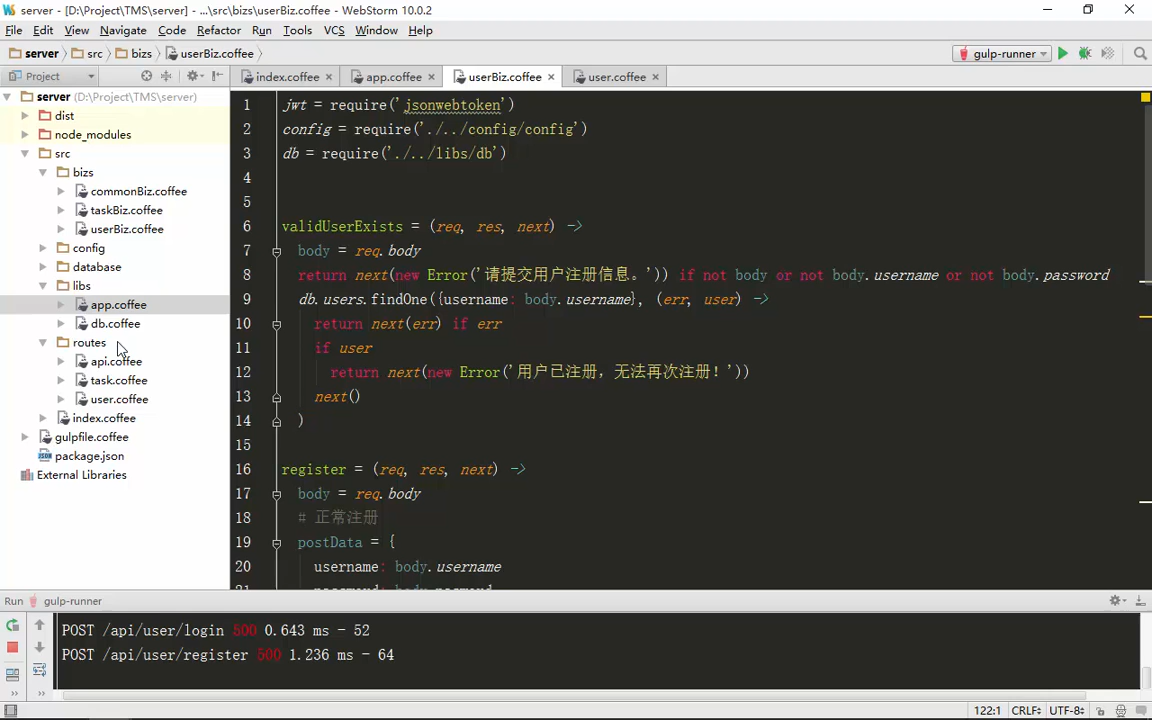 server - [D:\Project\TMS\server] - ...\src\bizs\userBiz.coffee - WebStorm 10.0.2
File Edit View Navigate Code Refactor Run Tools VCS Window Help
server src bizs userBiz.coffee gulp-runner
Project index.coffee app.coffee userBiz.coffee user.coffee
server (D:\Project\TMS\server)
dist
node_modules
src
bizs
commonBiz.coffee
taskBiz.coffee
userBiz.coffee
config
database
libs
app.coffee
db.coffee
routes
api.coffee
task.coffee
user.coffee
index.coffee
gulpfile.coffee
package.json
External Libraries
1 jwt = require('jsonwebtoken')
2 config = require('./../config/config')
3 db = require('./../libs/db')
4
5
6 validUserExists = (req, res, next) ->
7 body = req.body
8 return next(new Error('请提交用户注册信息。')) if not body or not body.username or not body.password
9 db.users.findOne({username: body.username}, (err, user) ->
10 return next(err) if err
11 if user
12 return next(new Error('用户已注册，无法再次注册！'))
13 next()
14 )
15
16 register = (req, res, next) ->
17 body = req.body
18 # 正常注册
19 postData = {
20 username: body.username
Run gulp-runner
POST /api/user/login 500 0.643 ms - 52
POST /api/user/register 500 1.236 ms - 64
122:1 CRLF UTF-8